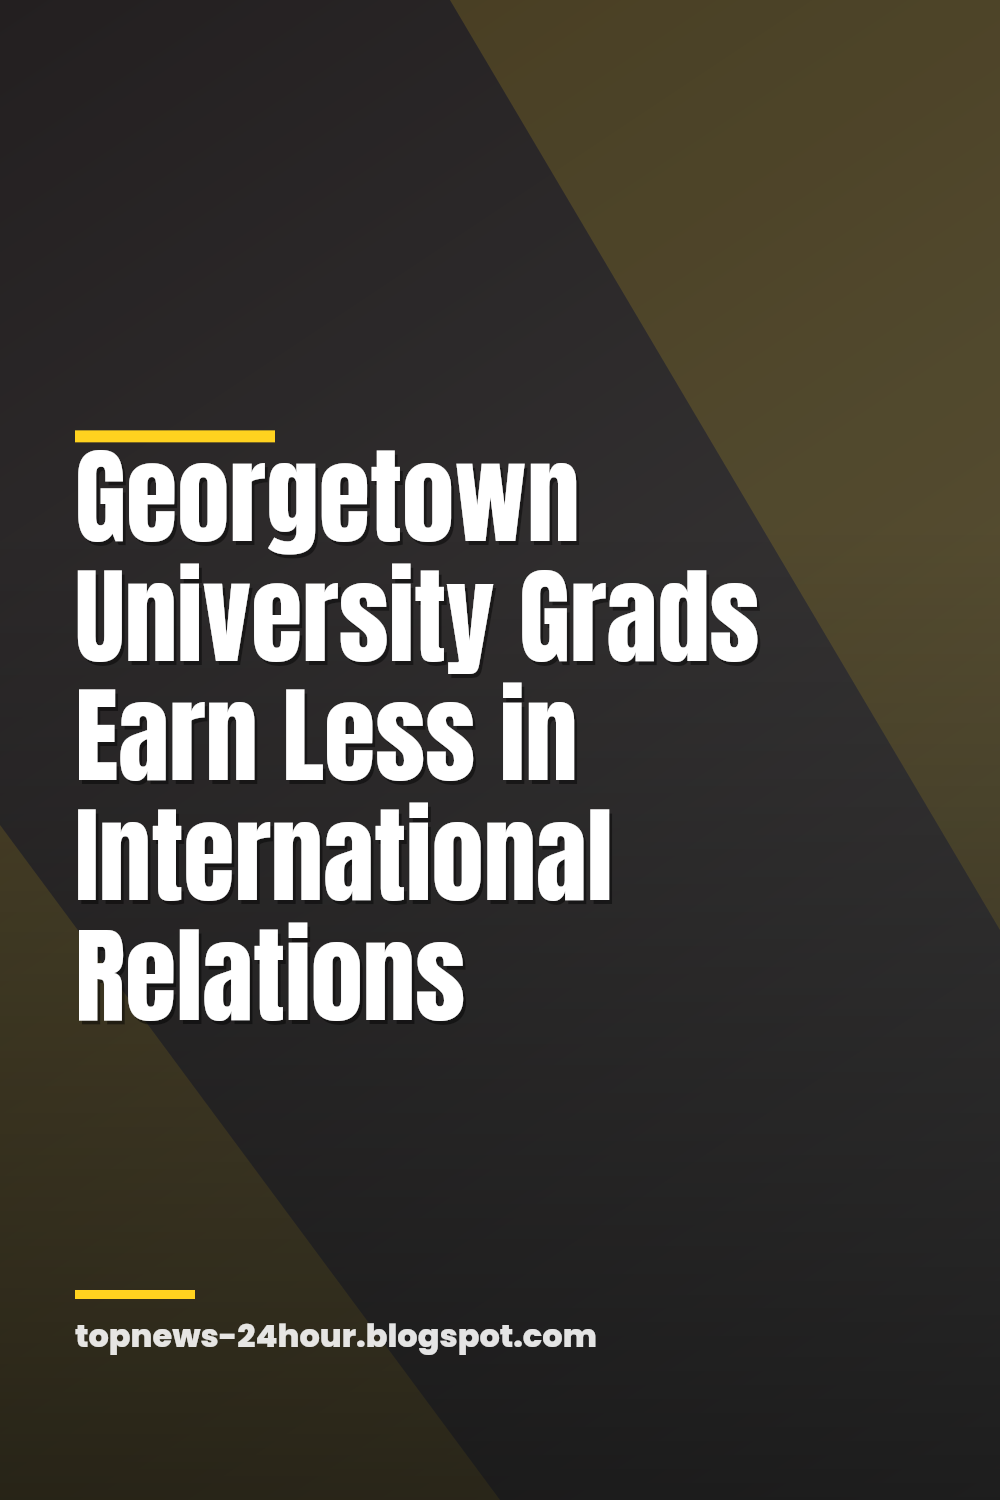 Georgetown
University Grads
Earn Less in
International
Relations
topnews-24hour.blogspot.com